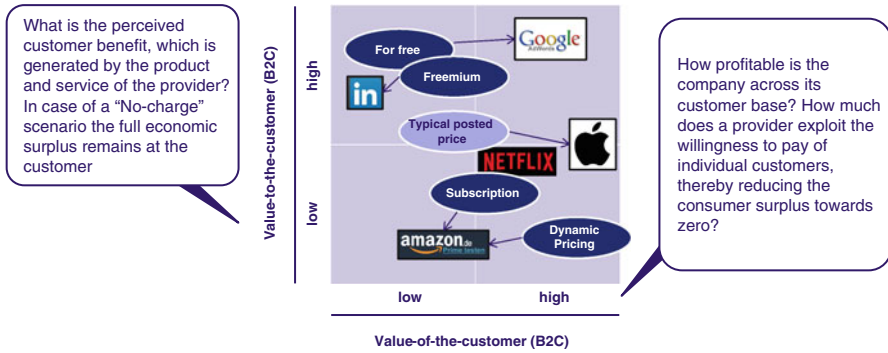 What is the perceived
customer benefit, which is
generated by the product
and service of the provider?
In case of a “No-charge”
scenario the full economic
surplus remains at the
customer
Value-to-the-customer (B2C)
high
low
For free
Google
AdWords
Freemium
in
Typical posted
price
NETFLIX
Subscription
amazon.de
Prime testen
Dynamic
Pricing
low
high
Value-of-the-customer (B2C)
How profitable is the
company across its
customer base? How much
does a provider exploit the
willingness to pay of
individual customers,
thereby reducing the
consumer surplus towards
zero?